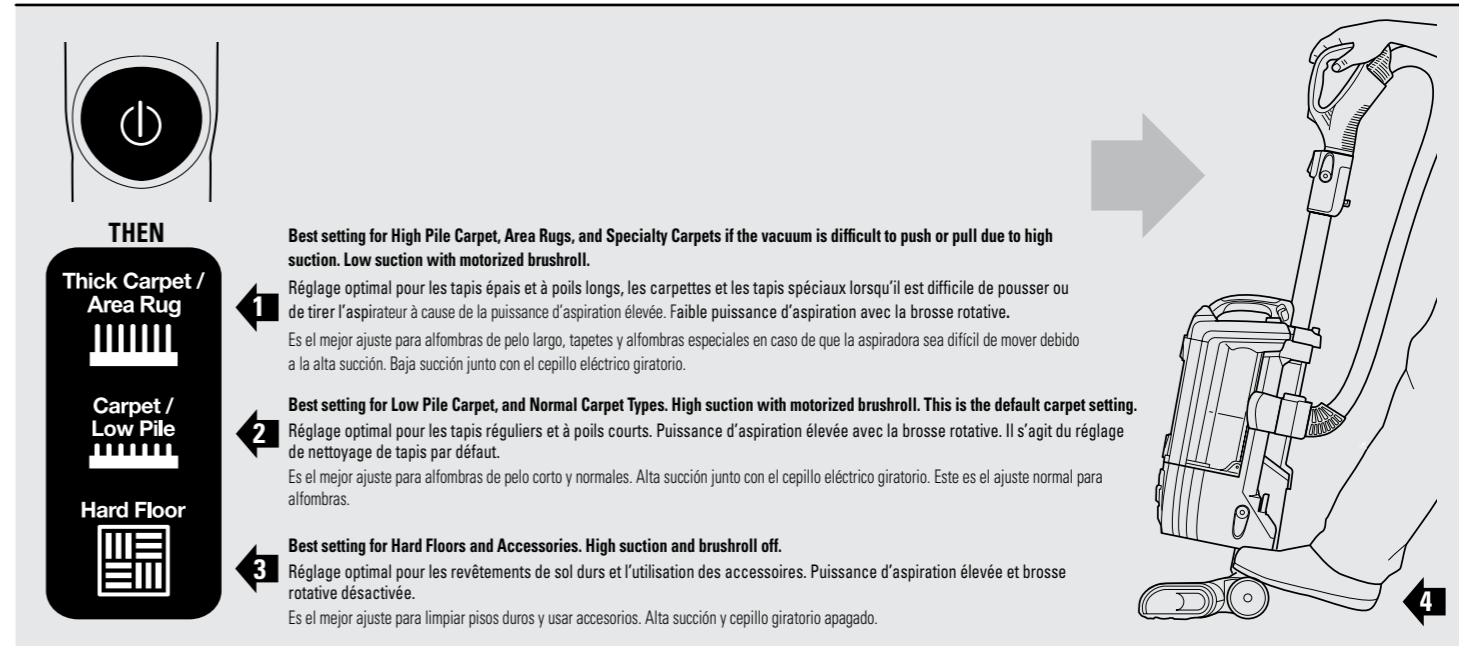 THEN
Thick Carpet /
Area Rug
1
Best setting for High Pile Carpet, Area Rugs, and Specialty Carpets if the vacuum is difficult to push or pull due to high
suction. Low suction with motorized brushroll.
Réglage optimal pour les tapis épais et à poils longs, les carpettes et les tapis spéciaux lorsqu’il est difficile de pousser ou
de tirer l’aspirateur à cause de la puissance d’aspiration élevée. Faible puissance d’aspiration avec la brosse rotative.
Es el mejor ajuste para alfombras de pelo largo, tapetes y alfombras especiales en caso de que la aspiradora sea difícil de mover debido
a la alta succión. Baja succión junto con el cepillo eléctrico giratorio.
Carpet /
Low Pile
2
Best setting for Low Pile Carpet, and Normal Carpet Types. High suction with motorized brushroll. This is the default carpet setting.
Réglage optimal pour les tapis réguliers et à poils courts. Puissance d’aspiration élevée avec la brosse rotative. Il s’agit du réglage
de nettoyage de tapis par défaut.
Es el mejor ajuste para alfombras de pelo corto y normales. Alta succión junto con el cepillo eléctrico giratorio. Este es el ajuste normal para
alfombras.
Hard Floor
3
Best setting for Hard Floors and Accessories. High suction and brushroll off.
Réglage optimal pour les revêtements de sol durs et l’utilisation des accessoires. Puissance d’aspiration élevée et brosse
rotative désactivée.
Es el mejor ajuste para limpiar pisos duros y usar accesorios. Alta succión y cepillo giratorio apagado.
4